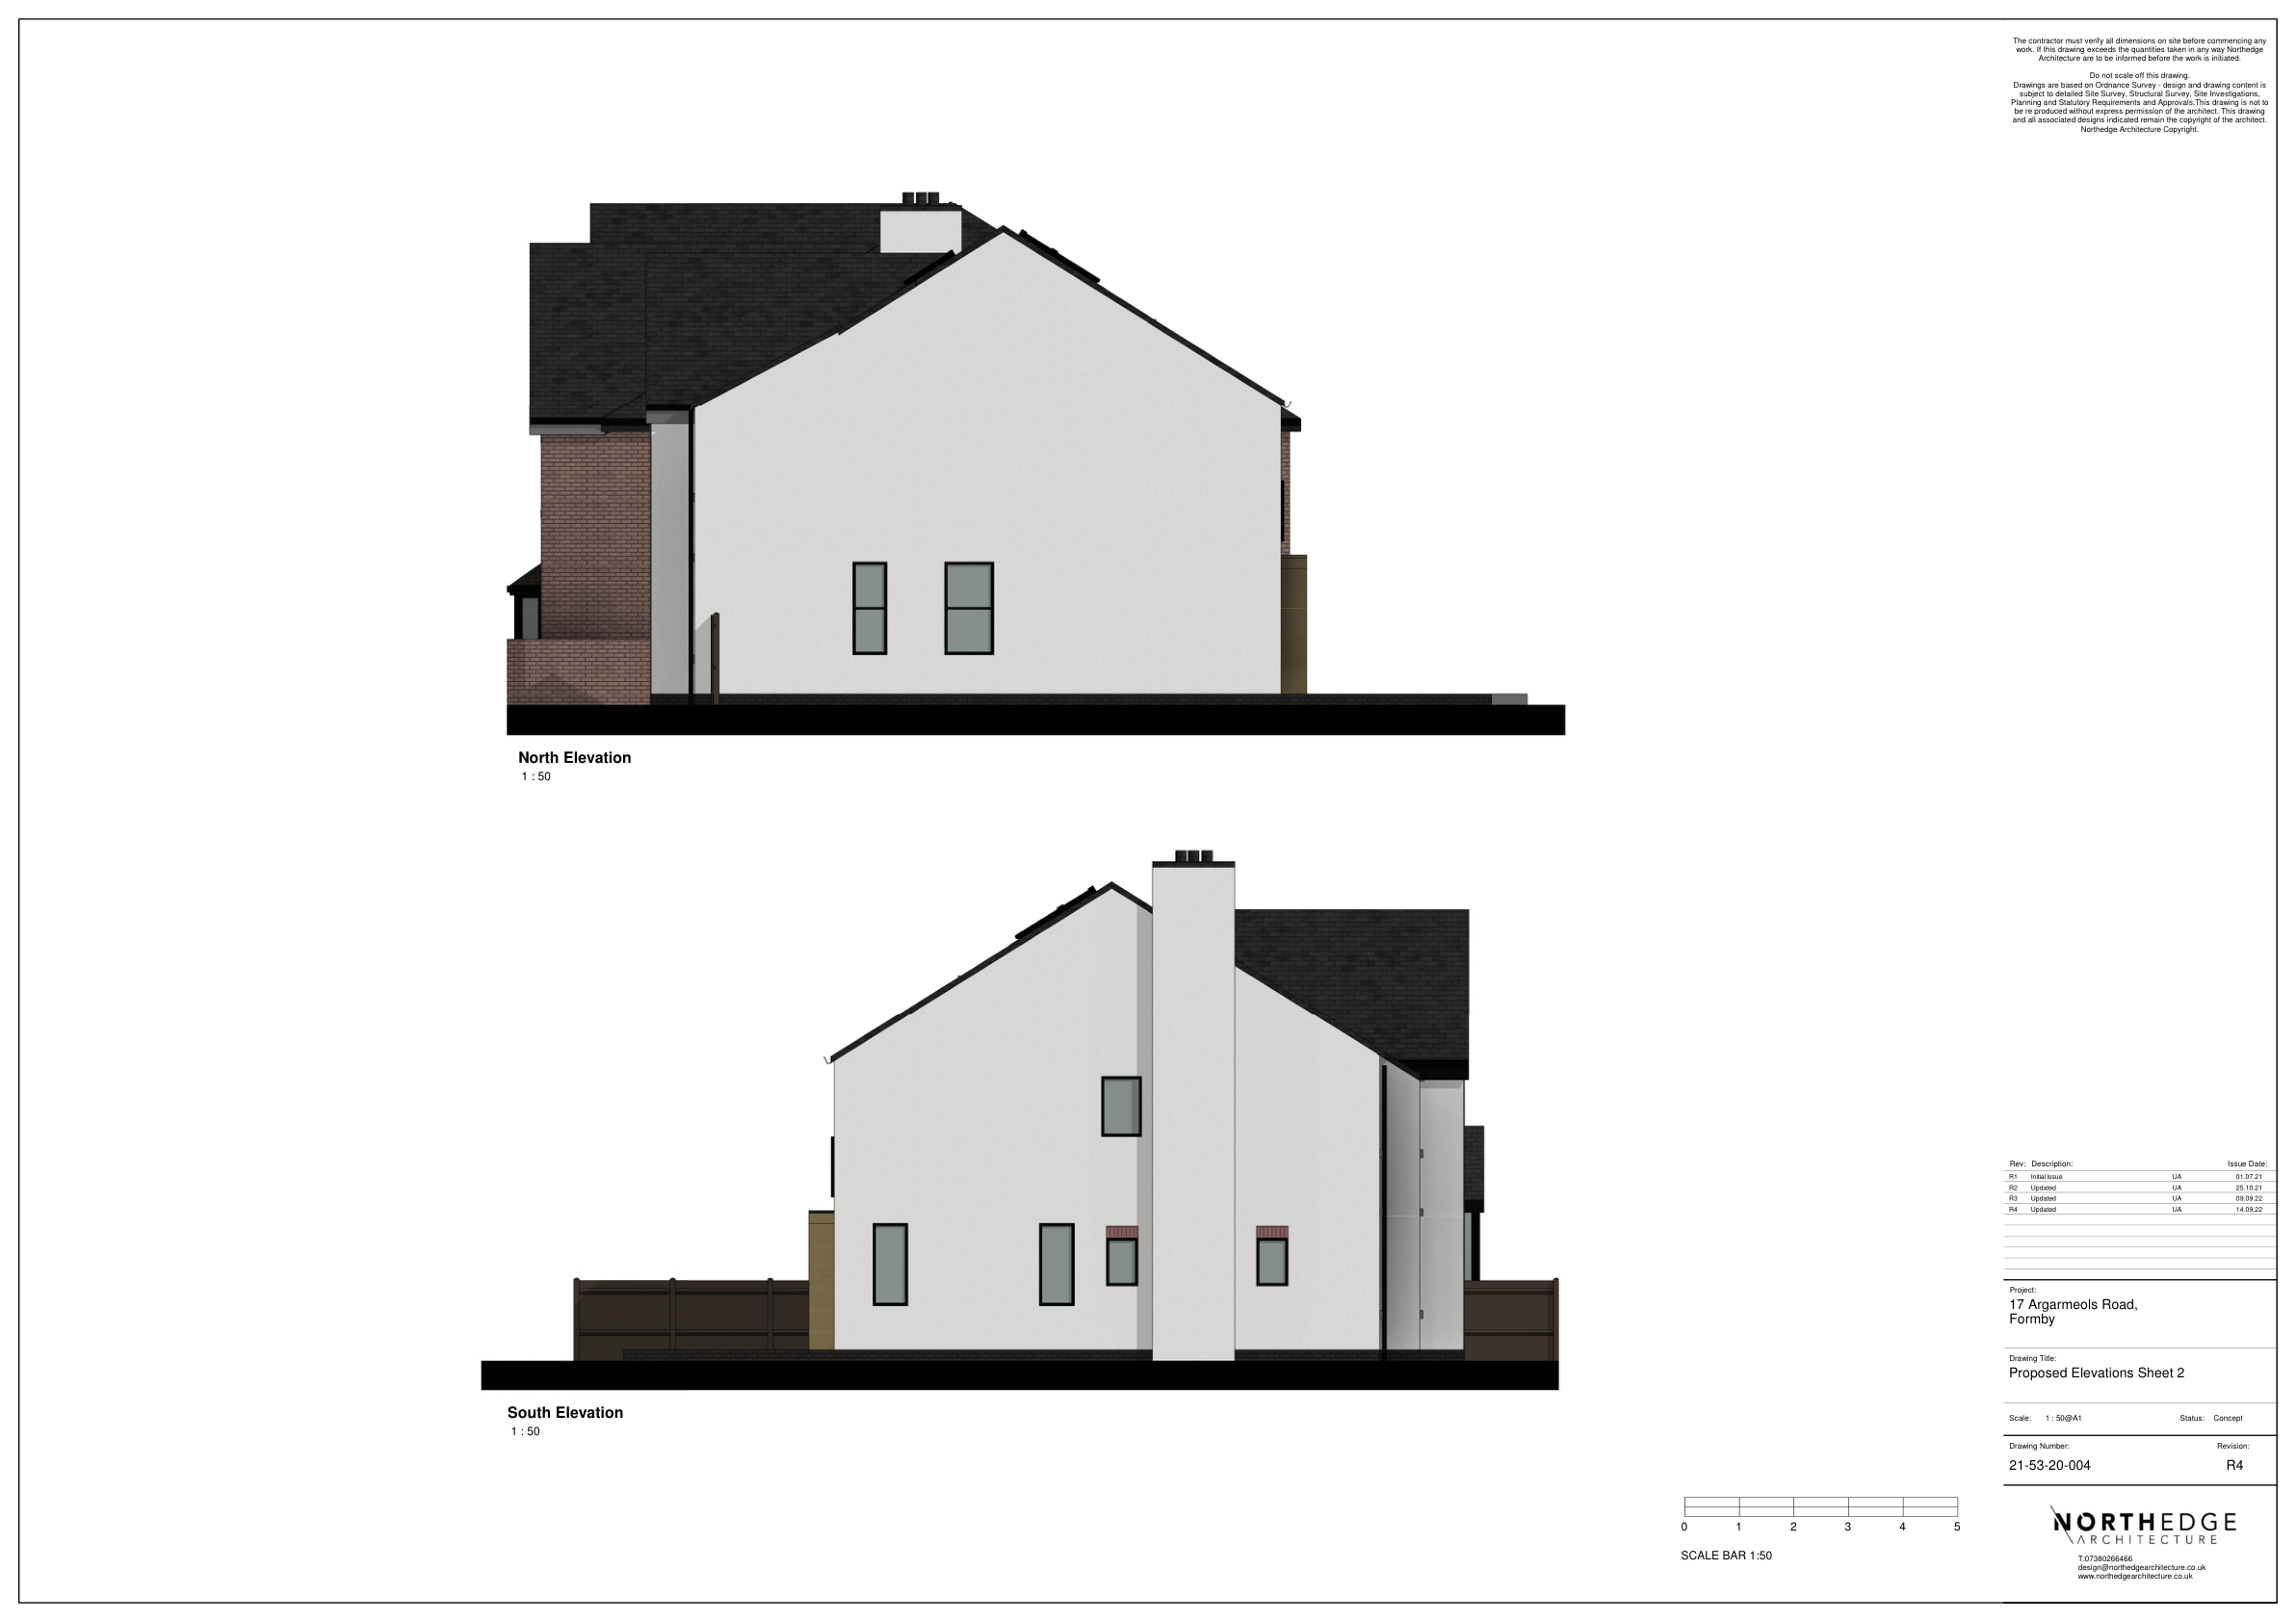 The contractor must verify all dimensions on site before commencing any
work. If this drawing exceeds the quantities taken in any way Northedge
Architecture are to be informed before the work is initiated.
Do not scale off this drawing.
Drawings are based on Ordnance Survey - design and drawing content is
subject to detailed Site Survey, Structural Survey, Site Investigations,
Planning and Statutory Requirements and Approvals.This drawing is not to
be re produced without express permission of the architect. This drawing
and all associated designs indicated remain the copyright of the architect.
Northedge Architecture Copyright.
North Elevation
1 : 50
South Elevation
1 : 50
0 1 2 3 4 5
SCALE BAR 1:50
Rev: Description: Issue Date:
R1 Initial Issue UA 01.07.21
R2 Updated UA 25.10.21
R3 Updated UA 09.09.22
R4 Updated UA 14.09.22
Project:
17 Argarmeols Road,
Formby
Drawing Title:
Proposed Elevations Sheet 2
Scale: 1 : 50@A1 Status: Concept
Drawing Number: Revision:
21-53-20-004 R4
NORTHEDGE
ARCHITECTURE
T:07380266466
design@northedgearchitecture.co.uk
www.northedgearchitecture.co.uk